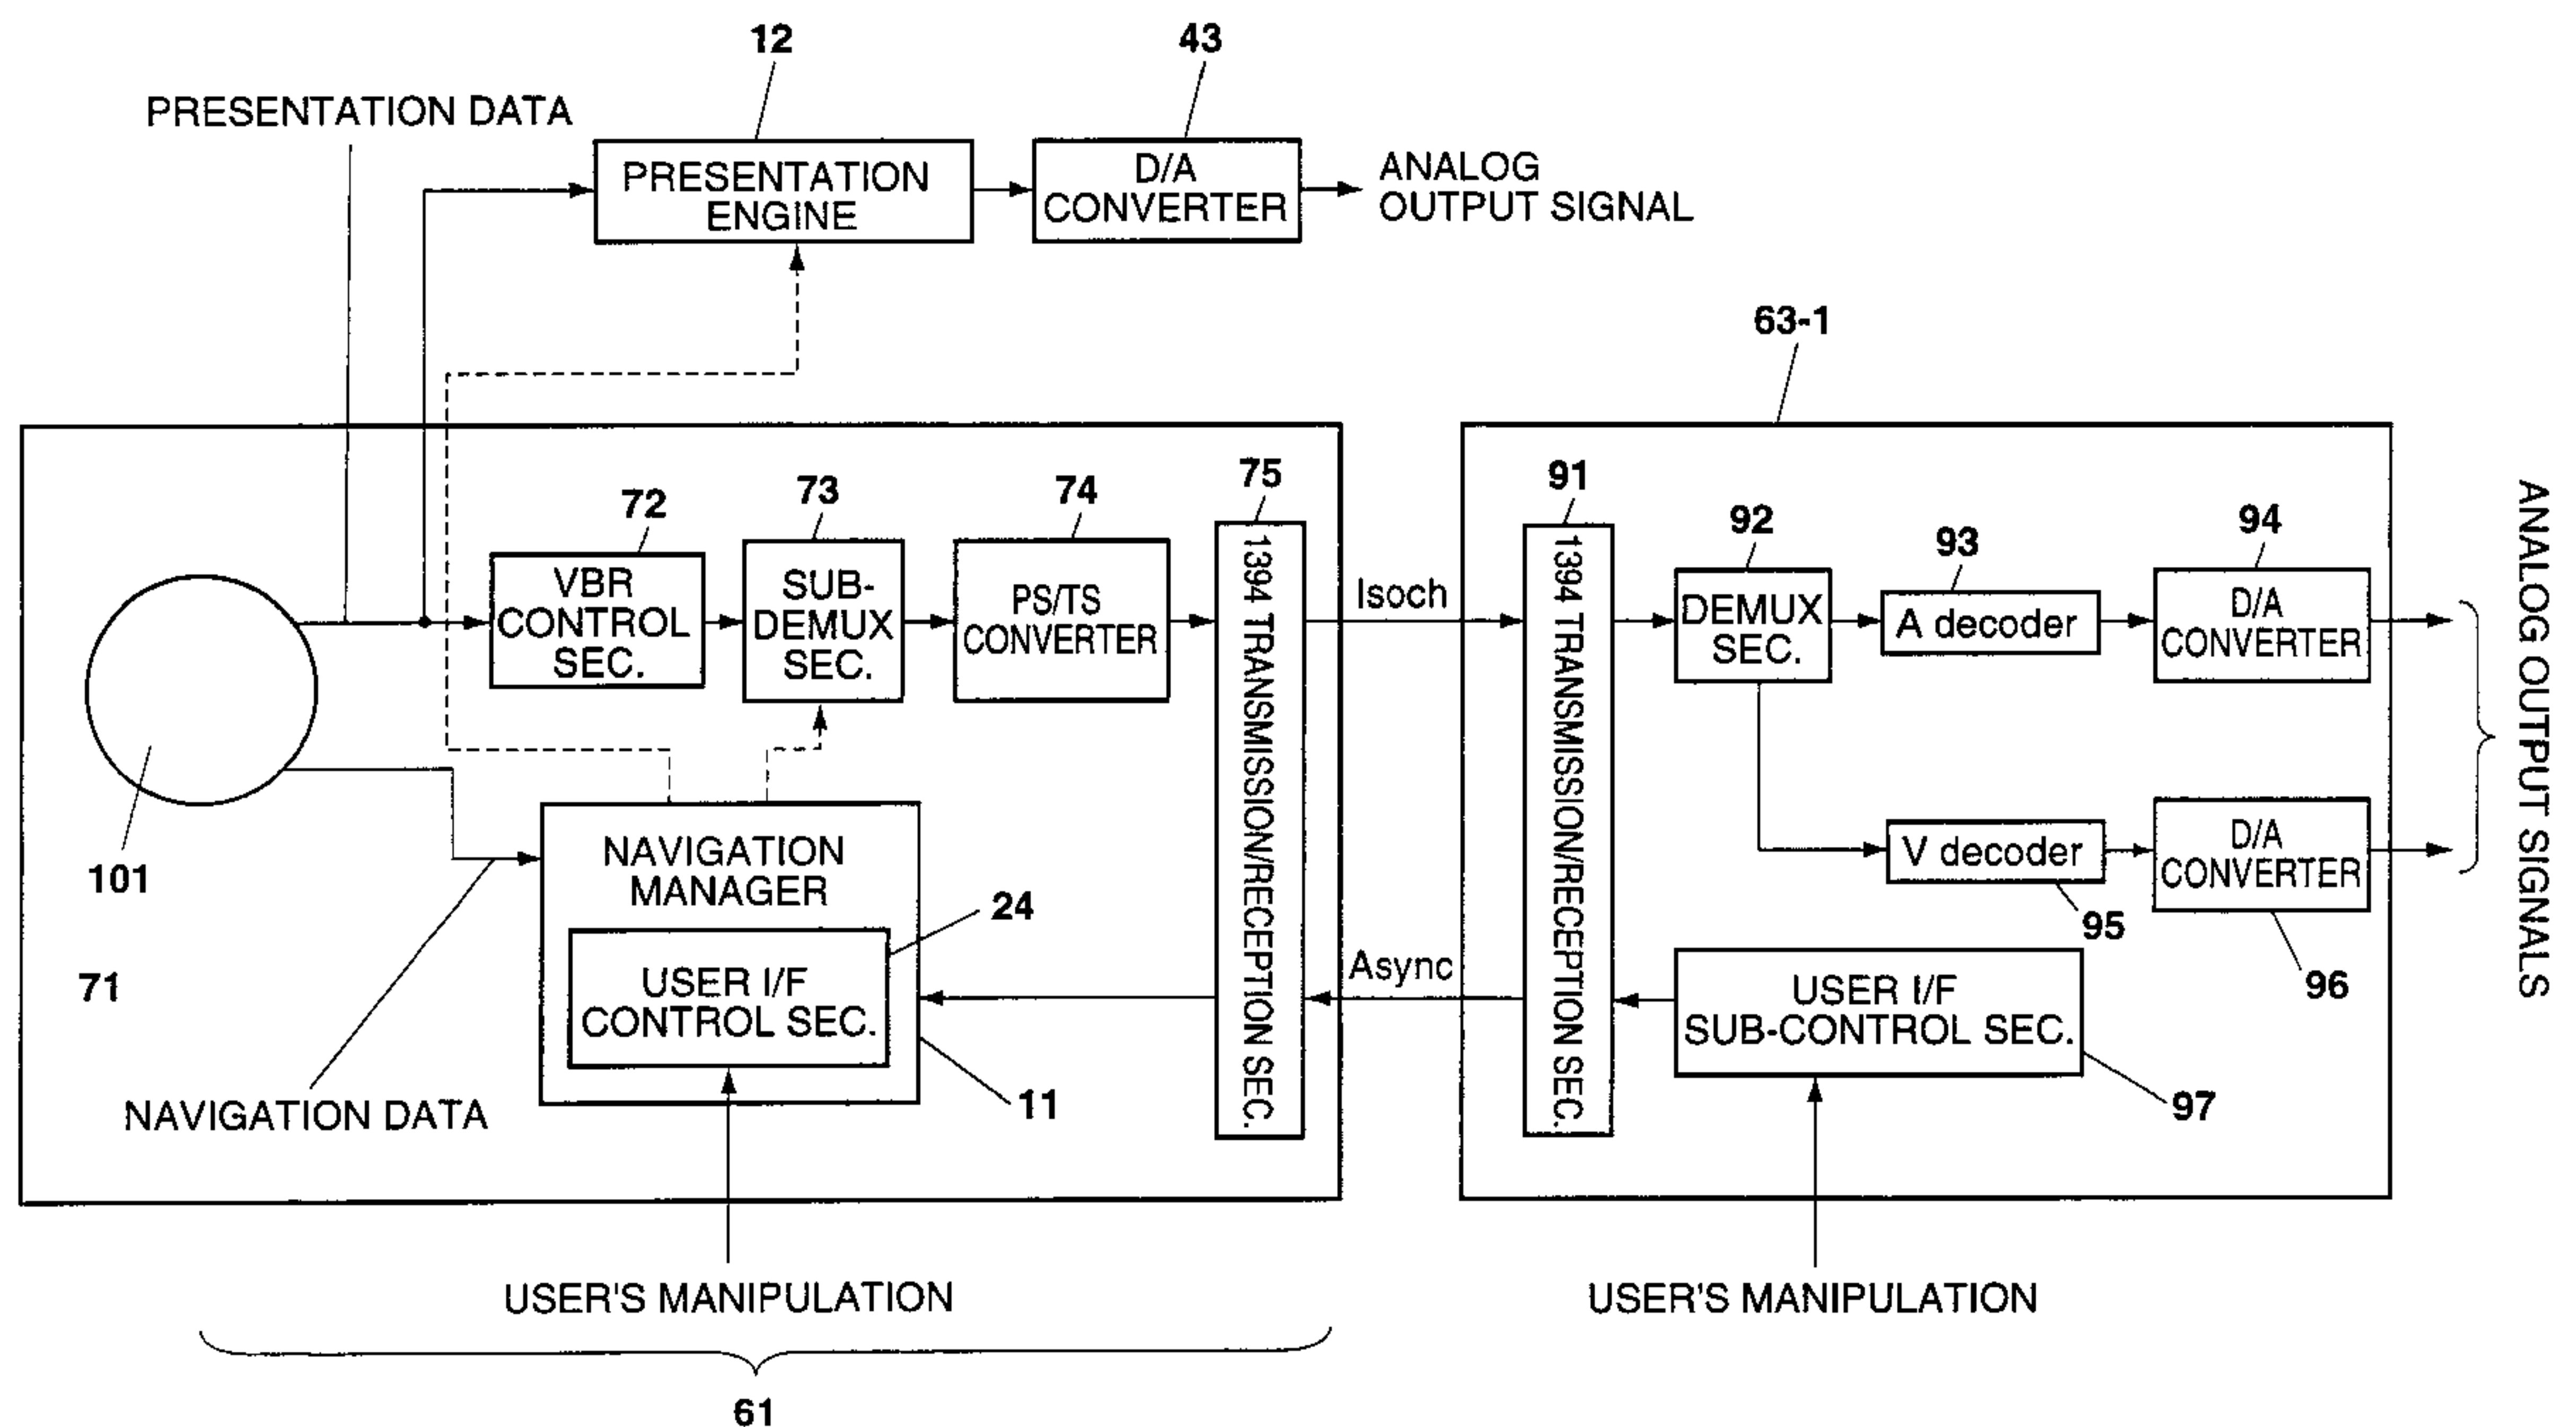 12
43
PRESENTATION DATA
PRESENTATION
ENGINE
D/A
CONVERTER
ANALOG
OUTPUT SIGNAL
63-1
72
73
74
75
91
92
93
94
VBR
CONTROL
SEC.
SUB-
DEMUX
SEC.
PS/TS
CONVERTER
1394 TRANSMISSION/RECEPTION SEC.
Isoch
1394 TRANSMISSION/RECEPTION SEC.
DEMUX
SEC.
A decoder
D/A
CONVERTER
ANALOG OUTPUT SIGNALS
101
NAVIGATION
MANAGER
24
V decoder
95
D/A
CONVERTER
96
71
USER I/F
CONTROL SEC.
11
Async
USER I/F
SUB-CONTROL SEC.
97
NAVIGATION DATA
USER'S MANIPULATION
USER'S MANIPULATION
61